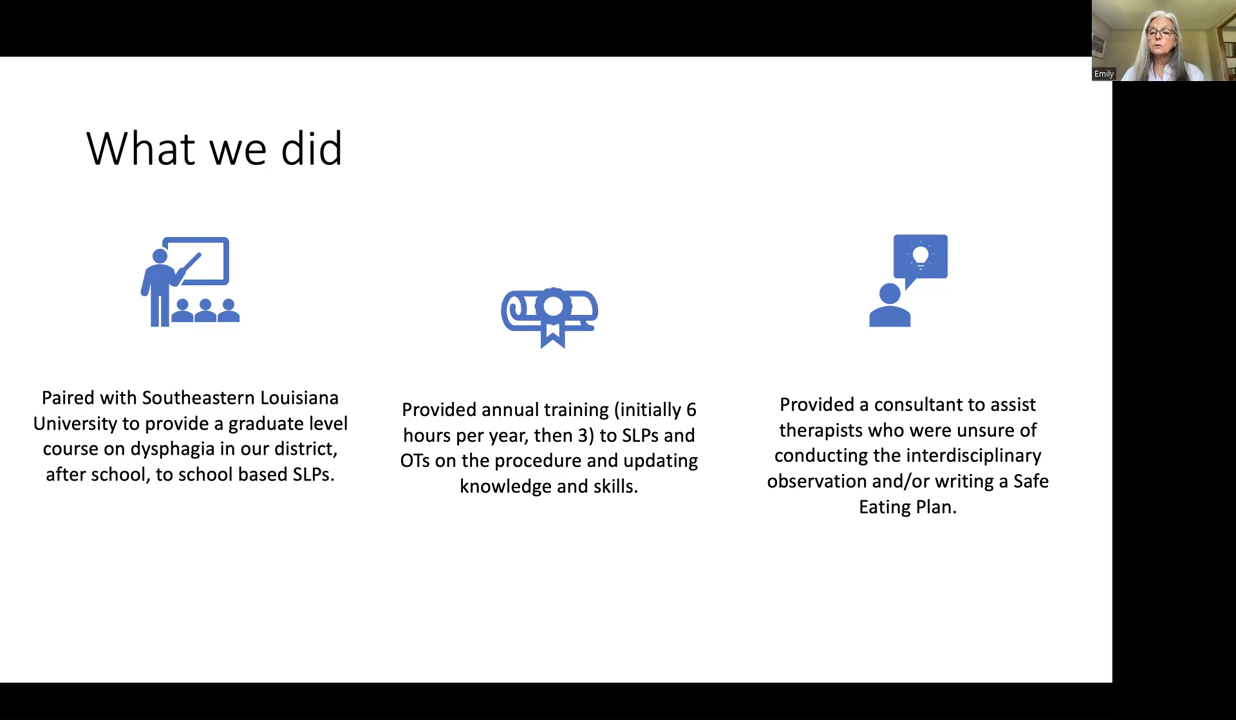 Emily
What we did
Paired with Southeastern Louisiana
University to provide a graduate level
course on dysphagia in our district,
after school, to school based SLPs.
Provided annual training (initially 6
hours per year, then 3) to SLPs and
OTs on the procedure and updating
knowledge and skills.
Provided a consultant to assist
therapists who were unsure of
conducting the interdisciplinary
observation and/or writing a Safe
Eating Plan.